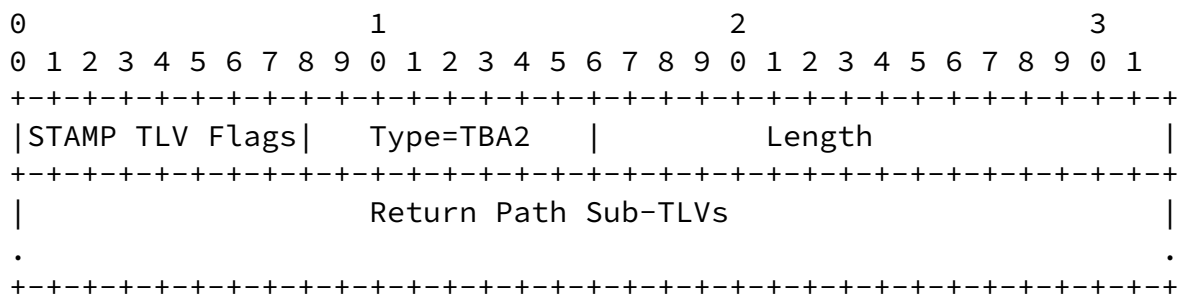 0                   1                   2                   3
0 1 2 3 4 5 6 7 8 9 0 1 2 3 4 5 6 7 8 9 0 1 2 3 4 5 6 7 8 9 0 1
+-+-+-+-+-+-+-+-+-+-+-+-+-+-+-+-+-+-+-+-+-+-+-+-+-+-+-+-+-+-+-+-+
|STAMP TLV Flags|   Type=TBA2   |         Length                |
+-+-+-+-+-+-+-+-+-+-+-+-+-+-+-+-+-+-+-+-+-+-+-+-+-+-+-+-+-+-+-+-+
|                   Return Path Sub-TLVs                        |
.                                                               .
+-+-+-+-+-+-+-+-+-+-+-+-+-+-+-+-+-+-+-+-+-+-+-+-+-+-+-+-+-+-+-+-+